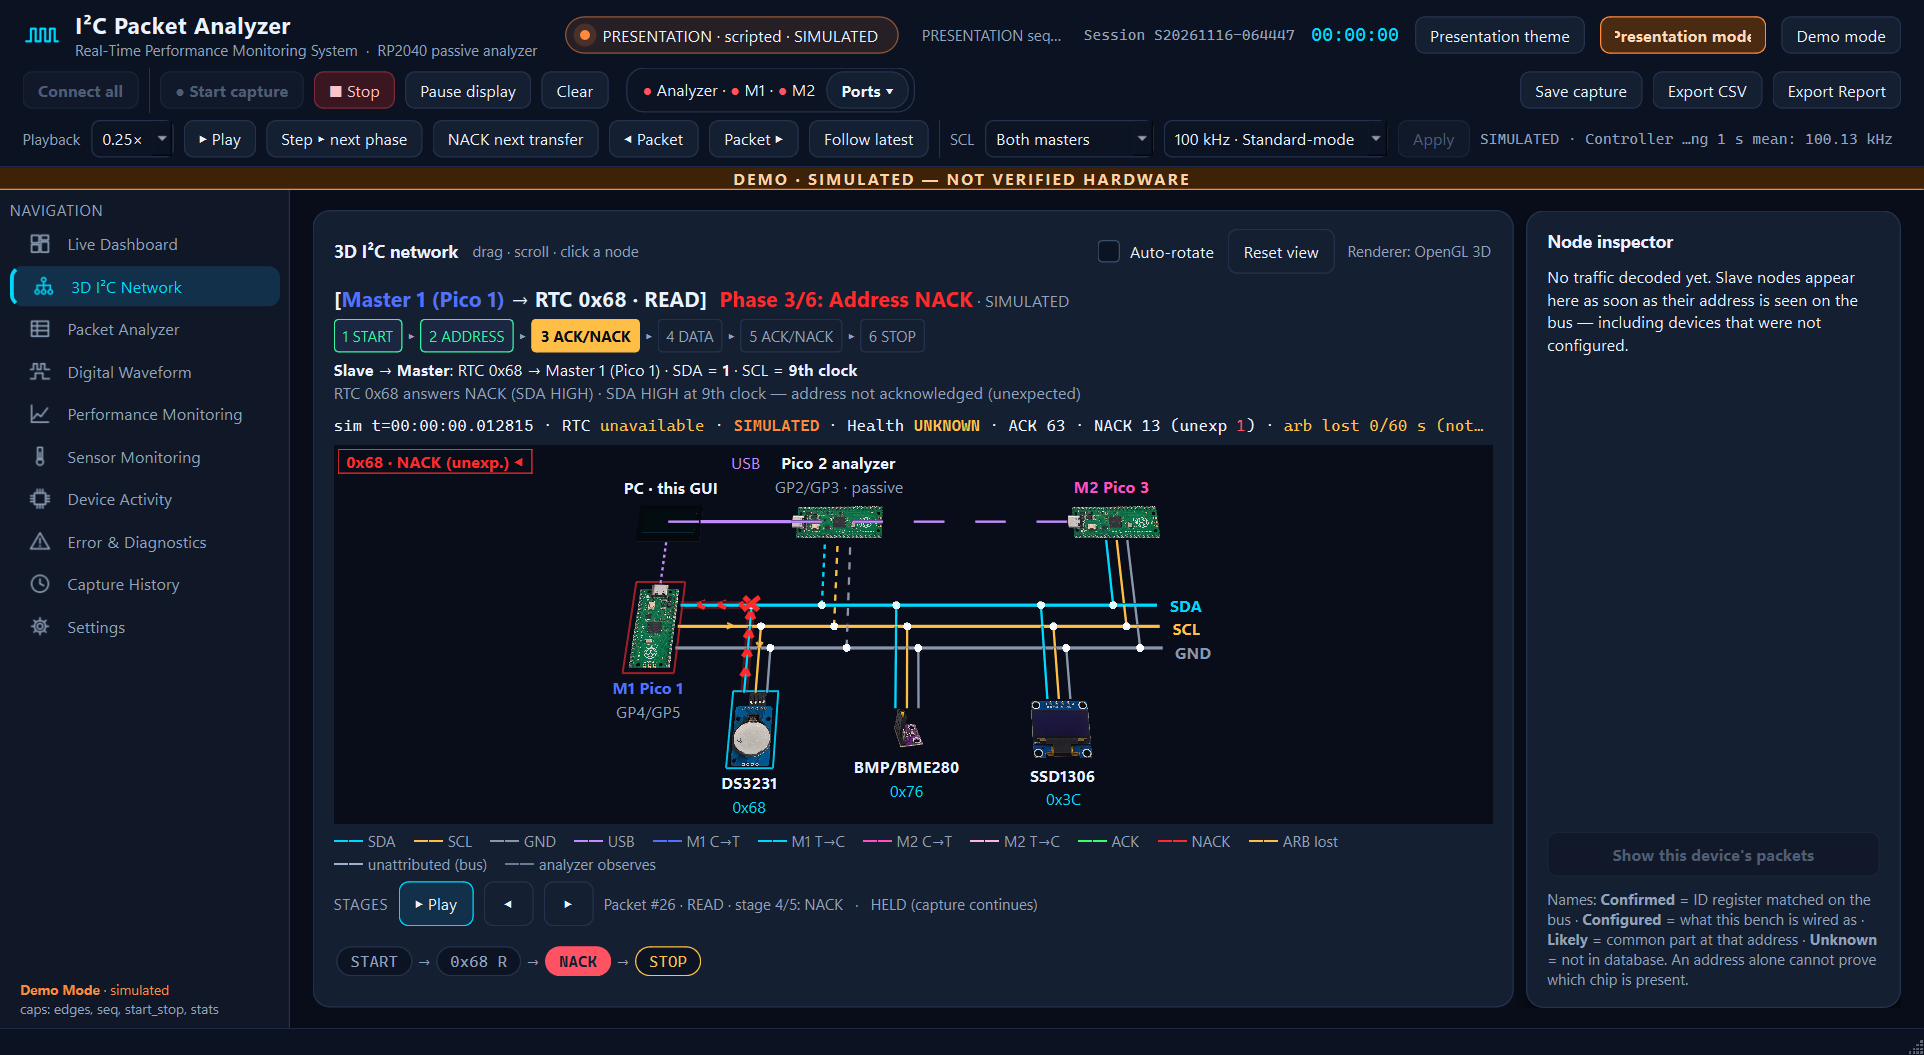 I²C Packet Analyzer
Real-Time Performance Monitoring System · RP2040 passive analyzer
PRESENTATION · scripted · SIMULATED
PRESENTATION seq…
Session S20261116-064447
00:00:00
Presentation theme
Presentation mode
Demo mode
Connect all
● Start capture
■ Stop
Pause display
Clear
● Analyzer · ● M1 · ● M2
Ports ▾
Save capture
Export CSV
Export Report
Playback
0.25×
▸ Play
Step ▸ next phase
NACK next transfer
◂ Packet
Packet ▸
Follow latest
SCL
Both masters
100 kHz · Standard-mode
Apply
SIMULATED · Controller …ng 1 s mean: 100.13 kHz
DEMO · SIMULATED — NOT VERIFIED HARDWARE
NAVIGATION
Live Dashboard
3D I²C Network
Packet Analyzer
Digital Waveform
Performance Monitoring
Sensor Monitoring
Device Activity
Error & Diagnostics
Capture History
Settings
Demo Mode · simulated
caps: edges, seq, start_stop, stats
3D I²C network
drag · scroll · click a node
Auto-rotate
Reset view
Renderer: OpenGL 3D
[Master 1 (Pico 1) → RTC 0x68 · READ] Phase 3/6: Address NACK · SIMULATED
1 START ▸ 2 ADDRESS ▸ 3 ACK/NACK ▸ 4 DATA ▸ 5 ACK/NACK ▸ 6 STOP
Slave → Master: RTC 0x68 → Master 1 (Pico 1) · SDA = 1 · SCL = 9th clock
RTC 0x68 answers NACK (SDA HIGH) · SDA HIGH at 9th clock — address not acknowledged (unexpected)
sim t=00:00:00.012815 · RTC unavailable · SIMULATED · Health UNKNOWN · ACK 63 · NACK 13 (unexp 1) · arb lost 0/60 s (not…
0x68 · NACK (unexp.) ◂
USB
Pico 2 analyzer
GP2/GP3 · passive
PC · this GUI
M2 Pico 3
SDA
SCL
GND
M1 Pico 1
GP4/GP5
DS3231
0x68
BMP/BME280
0x76
SSD1306
0x3C
SDA
SCL
GND
USB
M1 C→T
M1 T→C
M2 C→T
M2 T→C
ACK
NACK
ARB lost
unattributed (bus)
analyzer observes
STAGES
▸ Play
◂
▸
Packet #26 · READ · stage 4/5: NACK · HELD (capture continues)
START → 0x68 R → NACK → STOP
Node inspector
No traffic decoded yet. Slave nodes appear
here as soon as their address is seen on the
bus — including devices that were not
configured.
Show this device's packets
Names: Confirmed = ID register matched on the
bus · Configured = what this bench is wired as ·
Likely = common part at that address · Unknown
= not in database. An address alone cannot prove
which chip is present.